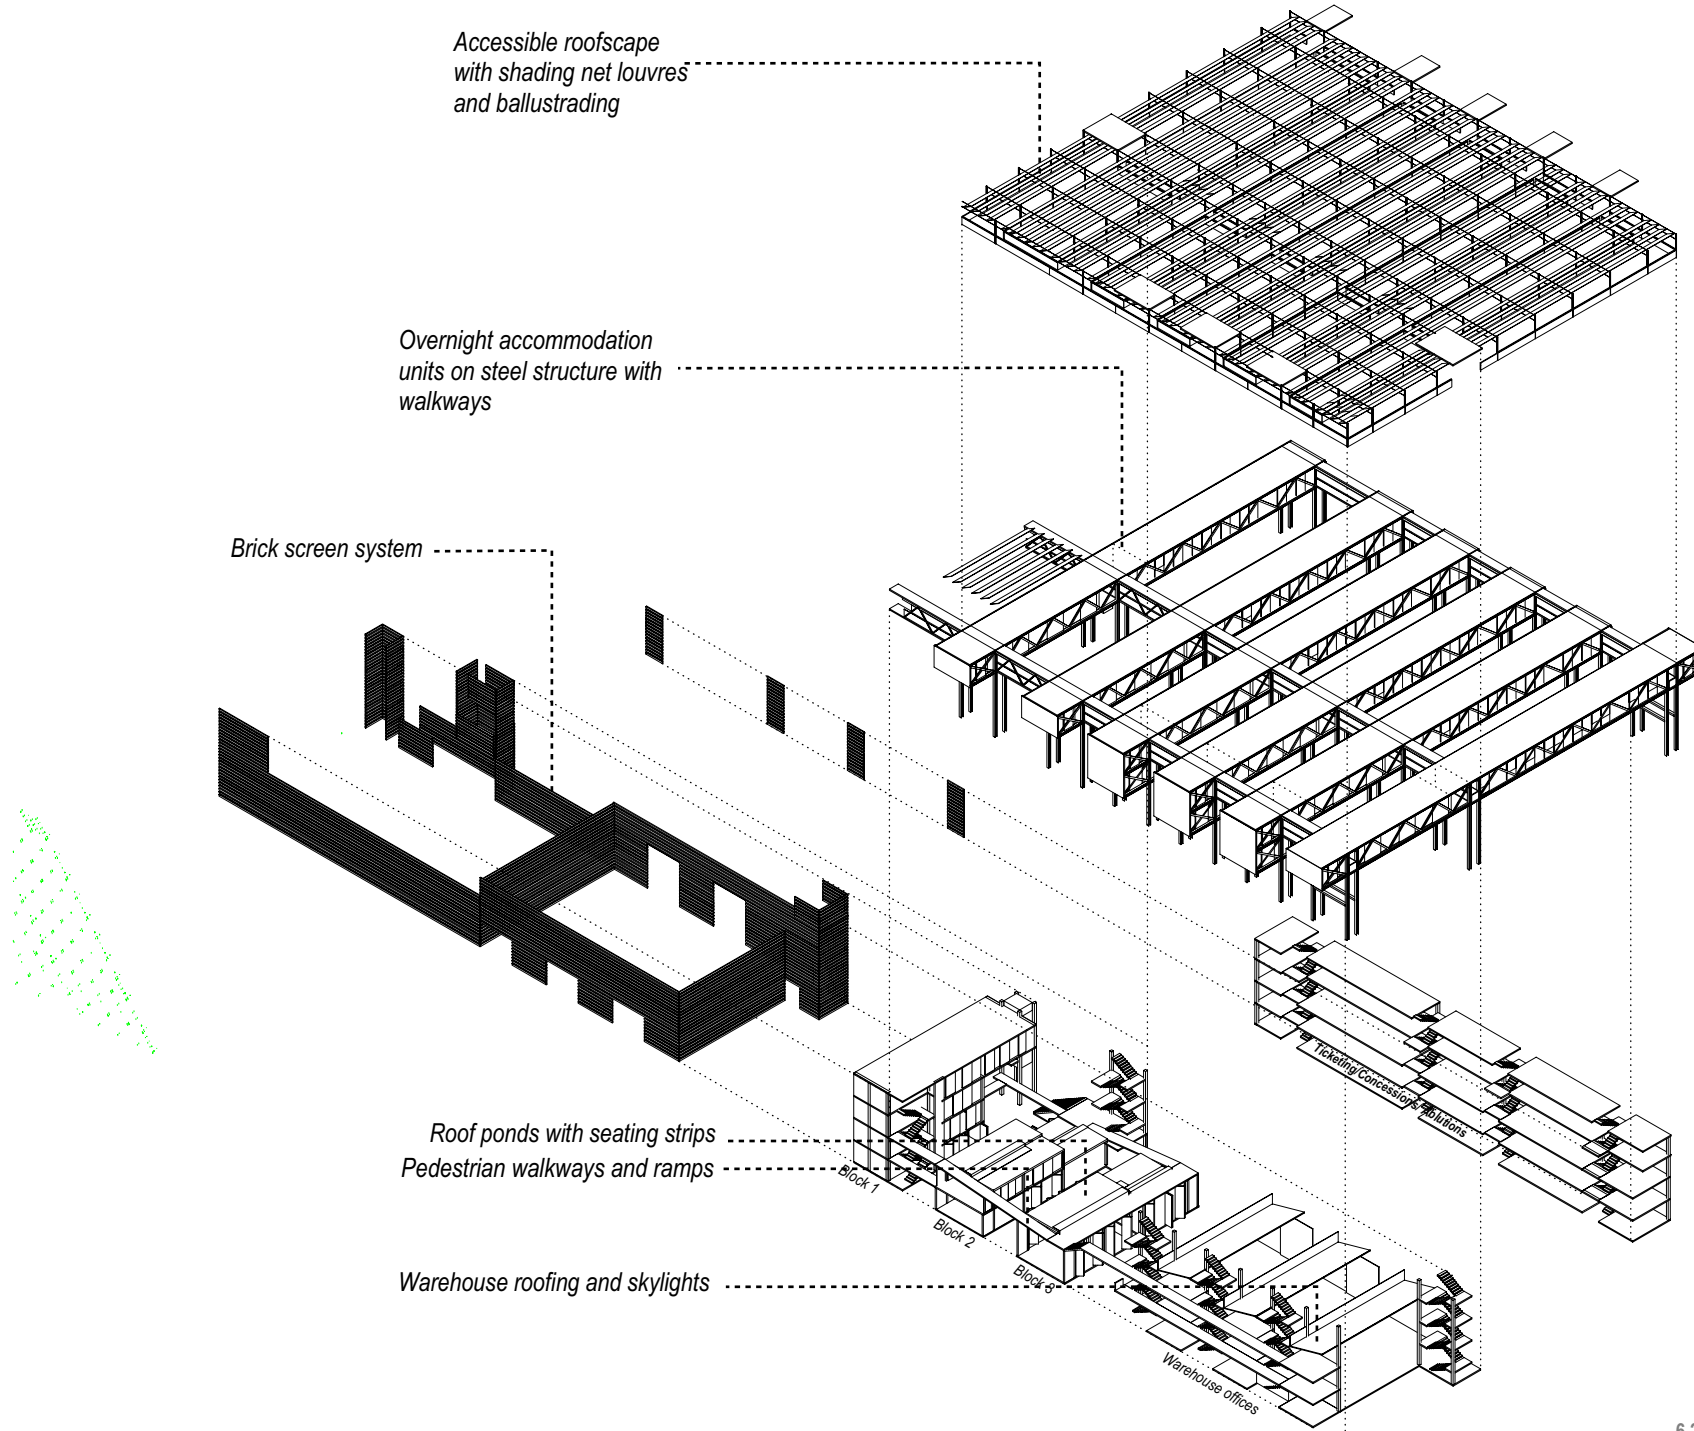 Accessible roofscape
with shading net louvres
and ballustrading
Overnight accommodation
units on steel structure with
walkways
Brick screen system
Ticketing/Concessions/Ablutions
Roof ponds with seating strips
Pedestrian walkways and ramps
Block 1
Block 2
Block 3
Warehouse roofing and skylights
Warehouse offices